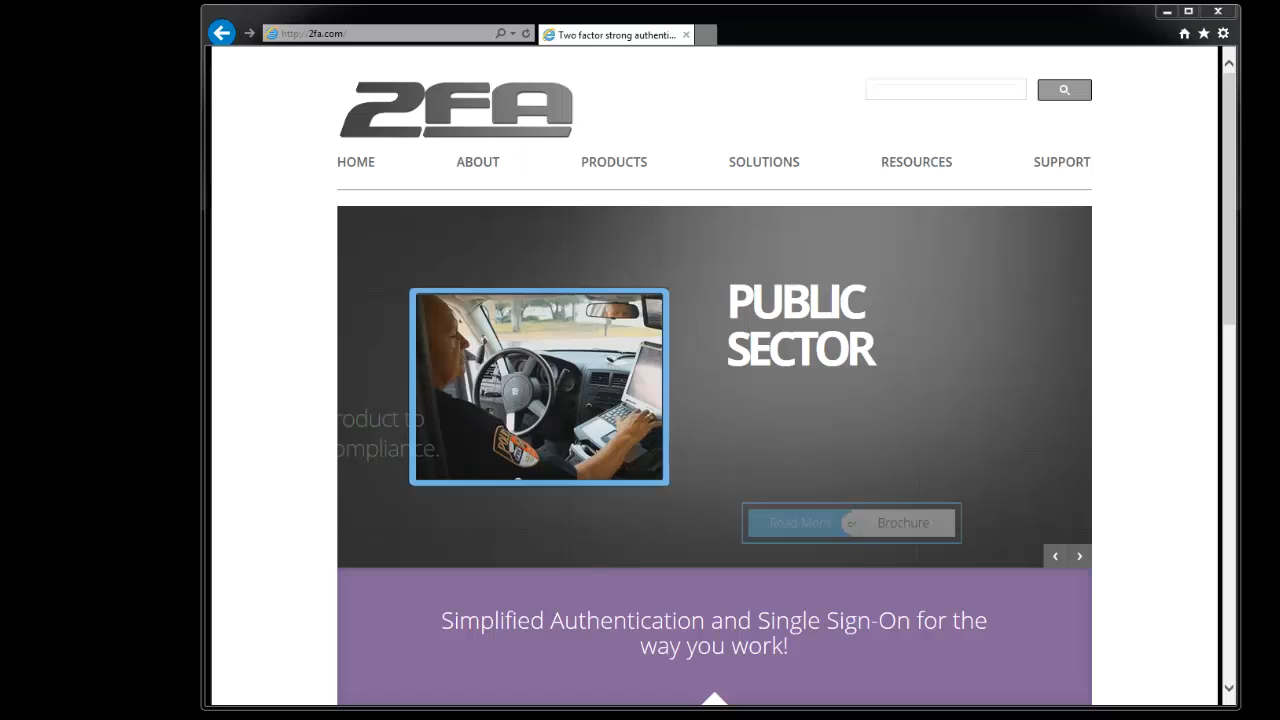 http://2fa.com/
Two factor strong authenti...
2FA
HOME
ABOUT
PRODUCTS
SOLUTIONS
RESOURCES
SUPPORT
PUBLIC
SECTOR
roduct to
ompliance.
Read More or Brochure
Simplified Authentication and Single Sign-On for the
way you work!